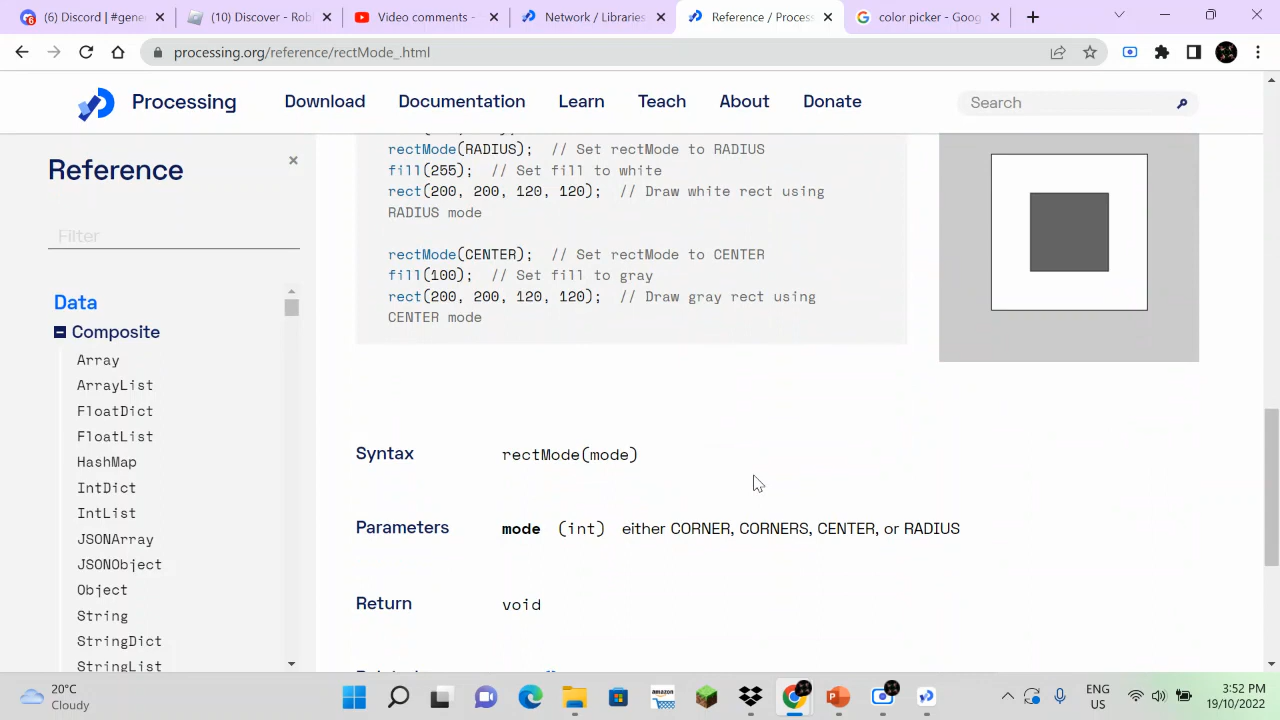 Discord | #gener
(10) Discover - Rob
Video comments -
Network / Libraries
Reference / Process
color picker - Goog
processing.org/reference/rectMode_.html
Processing
Download
Documentation
Learn
Teach
About
Donate
Search
Reference
Filter
Data
Composite
Array
ArrayList
FloatDict
FloatList
HashMap
IntDict
IntList
JSONArray
JSONObject
Object
String
StringDict
StringList
rectMode(RADIUS);  // Set rectMode to RADIUS
fill(255);  // Set fill to white
rect(200, 200, 120, 120);  // Draw white rect using
RADIUS mode
rectMode(CENTER);  // Set rectMode to CENTER
fill(100);  // Set fill to gray
rect(200, 200, 120, 120);  // Draw gray rect using
CENTER mode
Syntax rectMode(mode)
Parameters mode (int) either CORNER, CORNERS, CENTER, or RADIUS
Return void
20°C
Cloudy
amazon
ENG
US
3:52 PM
19/10/2022